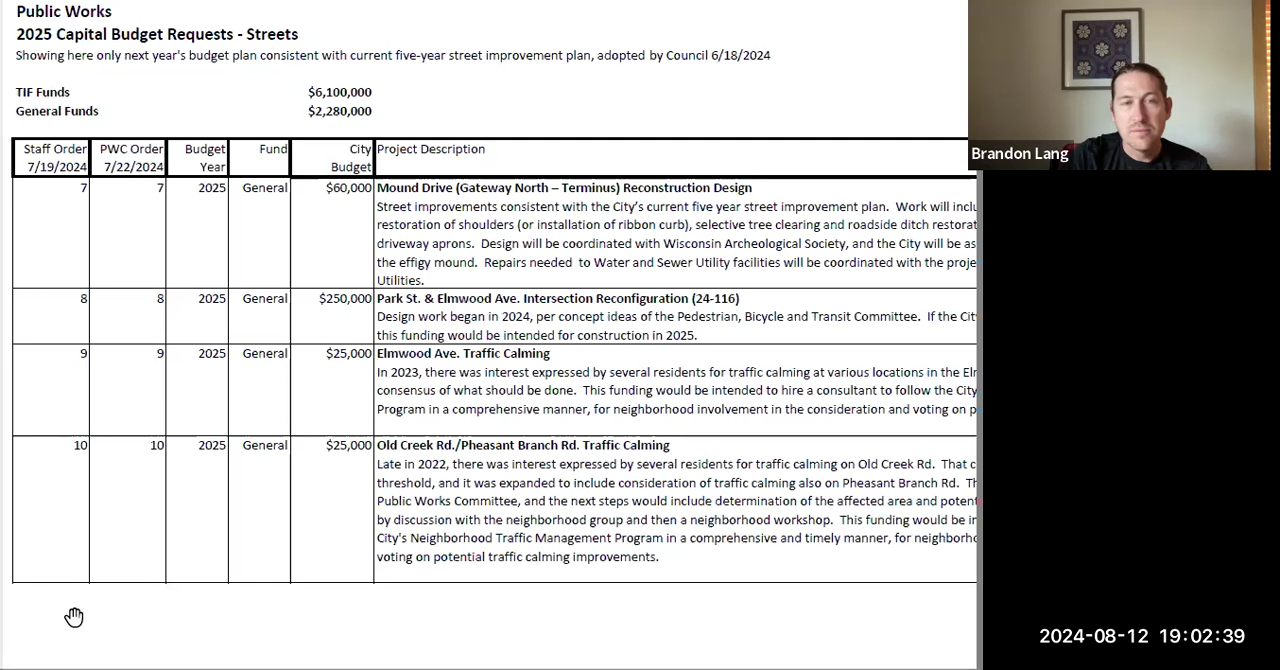 Public Works
2025 Capital Budget Requests - Streets
Showing here only next year's budget plan consistent with current five-year street improvement plan, adopted by Council 6/18/2024
TIF Funds $6,100,000
General Funds $2,280,000
Staff Order PWC Order Budget Fund City Project Description
7/19/2024 7/22/2024 Year Budget
7 7 2025 General $60,000 Mound Drive (Gateway North – Terminus) Reconstruction Design
Street improvements consistent with the City's current five year street improvement plan. Work will inclu
restoration of shoulders (or installation of ribbon curb), selective tree clearing and roadside ditch restorat
driveway aprons. Design will be coordinated with Wisconsin Archeological Society, and the City will be as
the effigy mound. Repairs needed to Water and Sewer Utility facilities will be coordinated with the proje
Utilities.
8 8 2025 General $250,000 Park St. & Elmwood Ave. Intersection Reconfiguration (24-116)
Design work began in 2024, per concept ideas of the Pedestrian, Bicycle and Transit Committee. If the Cit
this funding would be intended for construction in 2025.
9 9 2025 General $25,000 Elmwood Ave. Traffic Calming
In 2023, there was interest expressed by several residents for traffic calming at various locations in the Elm
consensus of what should be done. This funding would be intended to hire a consultant to follow the City
Program in a comprehensive manner, for neighborhood involvement in the consideration and voting on p
10 10 2025 General $25,000 Old Creek Rd./Pheasant Branch Rd. Traffic Calming
Late in 2022, there was interest expressed by several residents for traffic calming on Old Creek Rd. That c
threshold, and it was expanded to include consideration of traffic calming also on Pheasant Branch Rd. Th
Public Works Committee, and the next steps would include determination of the affected area and potent
by discussion with the neighborhood group and then a neighborhood workshop. This funding would be in
City's Neighborhood Traffic Management Program in a comprehensive and timely manner, for neighborho
voting on potential traffic calming improvements.
Brandon Lang
2024-08-12 19:02:39